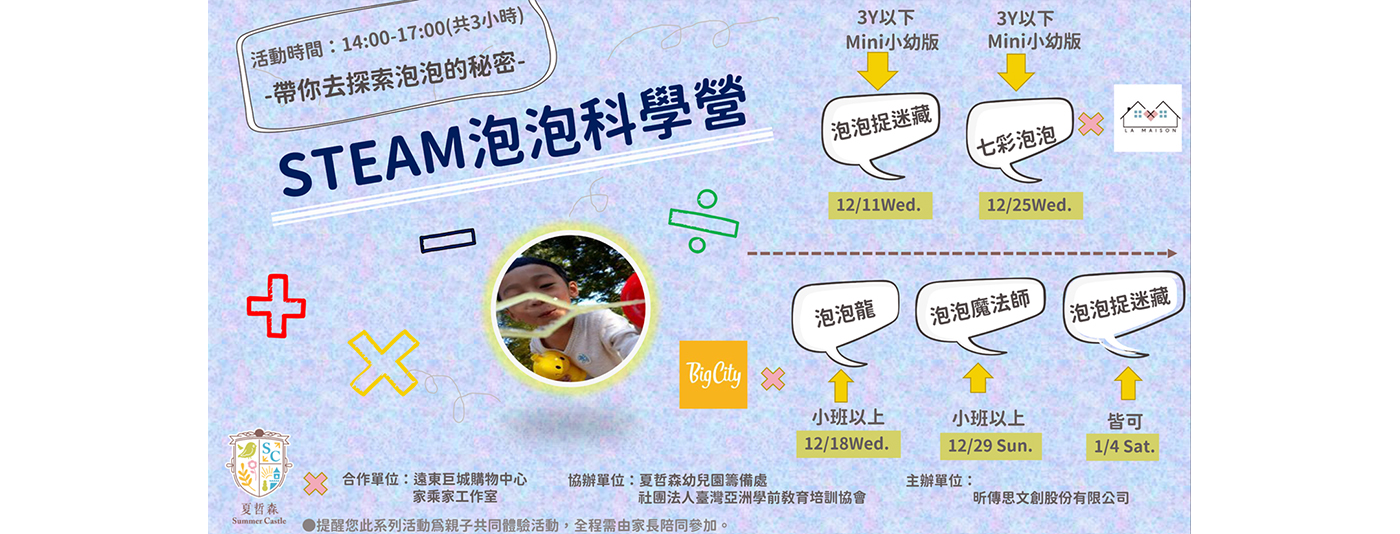 活動時間：14:00-17:00(共3小時)
-帶你去探索泡泡的秘密-
STEAM泡泡科學營
3Y以下
Mini小幼版
泡泡捉迷藏
12/11Wed.
3Y以下
Mini小幼版
七彩泡泡
12/25Wed.
LA MAISON
BigCity
泡泡龍
小班以上
12/18Wed.
泡泡魔法師
小班以上
12/29 Sun.
泡泡捉迷藏
皆可
1/4 Sat.
SC
夏哲森
Summer Castle
合作單位：遠東巨城購物中心
家乘家工作室
協辦單位：夏哲森幼兒園籌備處
社團法人臺灣亞洲學前教育培訓協會
主辦單位：
昕傳思文創股份有限公司
●提醒您此系列活動為親子共同體驗活動，全程需由家長陪同參加。